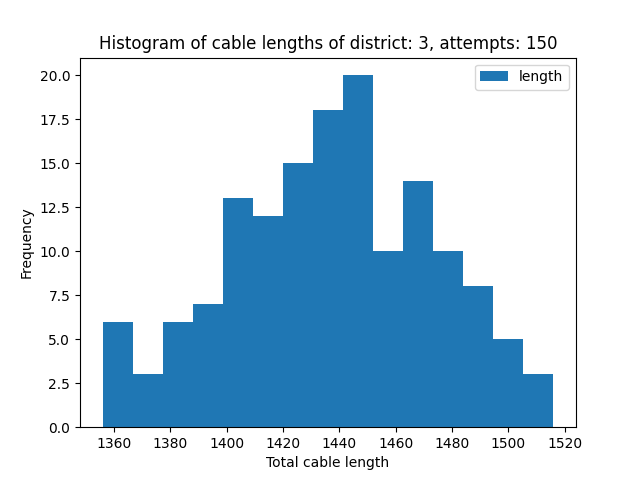 Histogram of cable lengths of district: 3, attempts: 150
length
20.0
17.5
15.0
12.5
10.0
7.5
5.0
2.5
0.0
Frequency
1360 1380 1400 1420 1440 1460 1480 1500 1520
Total cable length